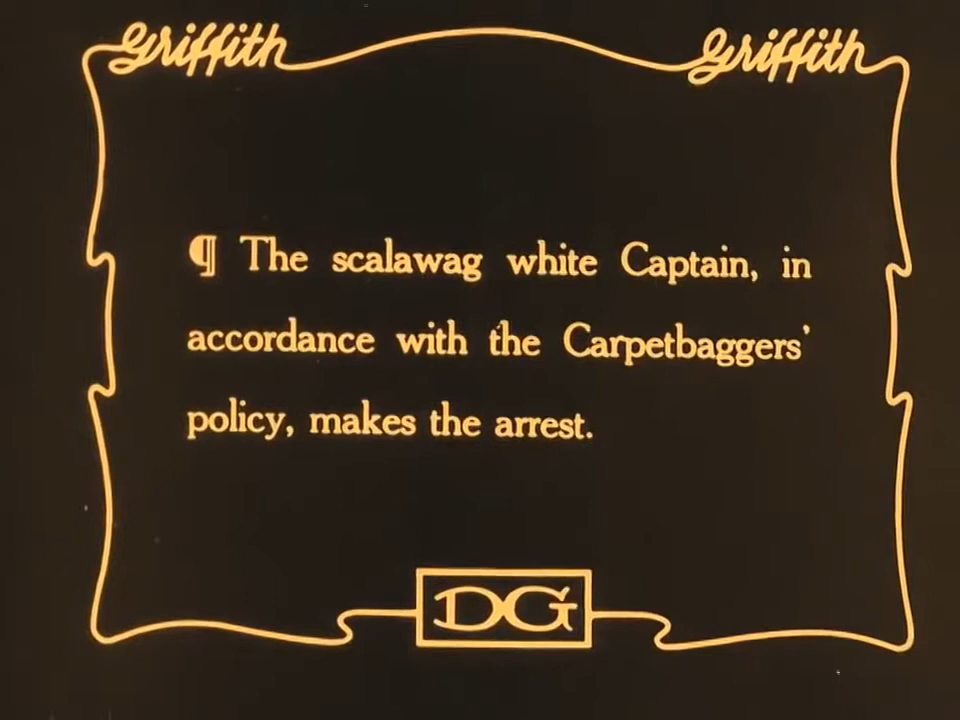 Griffith Griffith
¶ The scalawag white Captain, in
accordance with the Carpetbaggers'
policy, makes the arrest.
DG